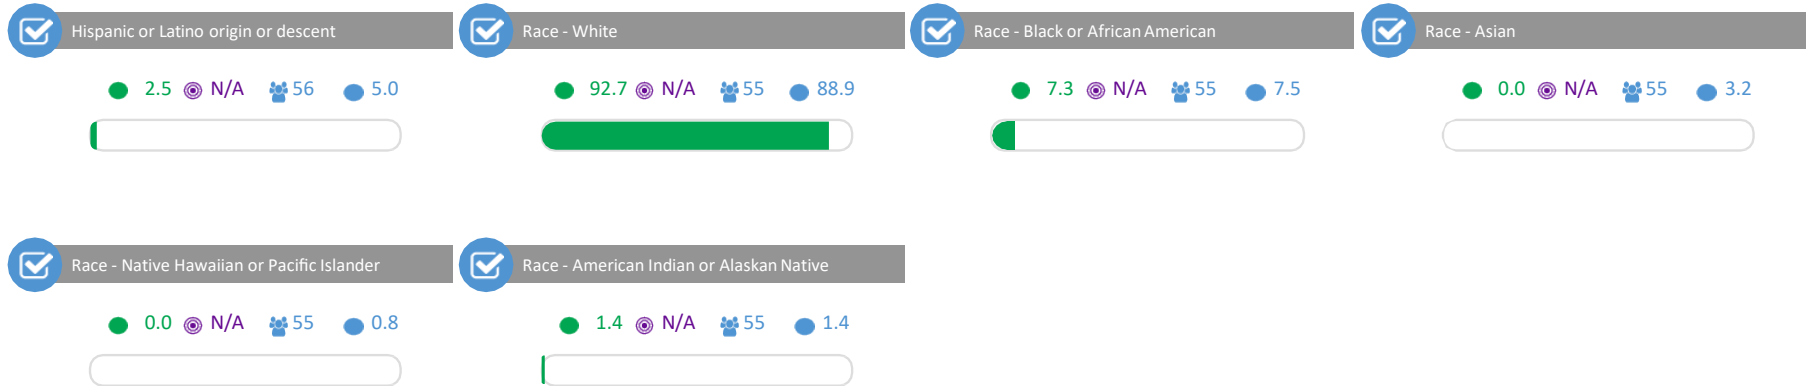 Hispanic or Latino origin or descent
2.5 N/A 56 5.0
Race - White
92.7 N/A 55 88.9
Race - Black or African American
7.3 N/A 55 7.5
Race - Asian
0.0 N/A 55 3.2
Race - Native Hawaiian or Pacific Islander
0.0 N/A 55 0.8
Race - American Indian or Alaskan Native
1.4 N/A 55 1.4